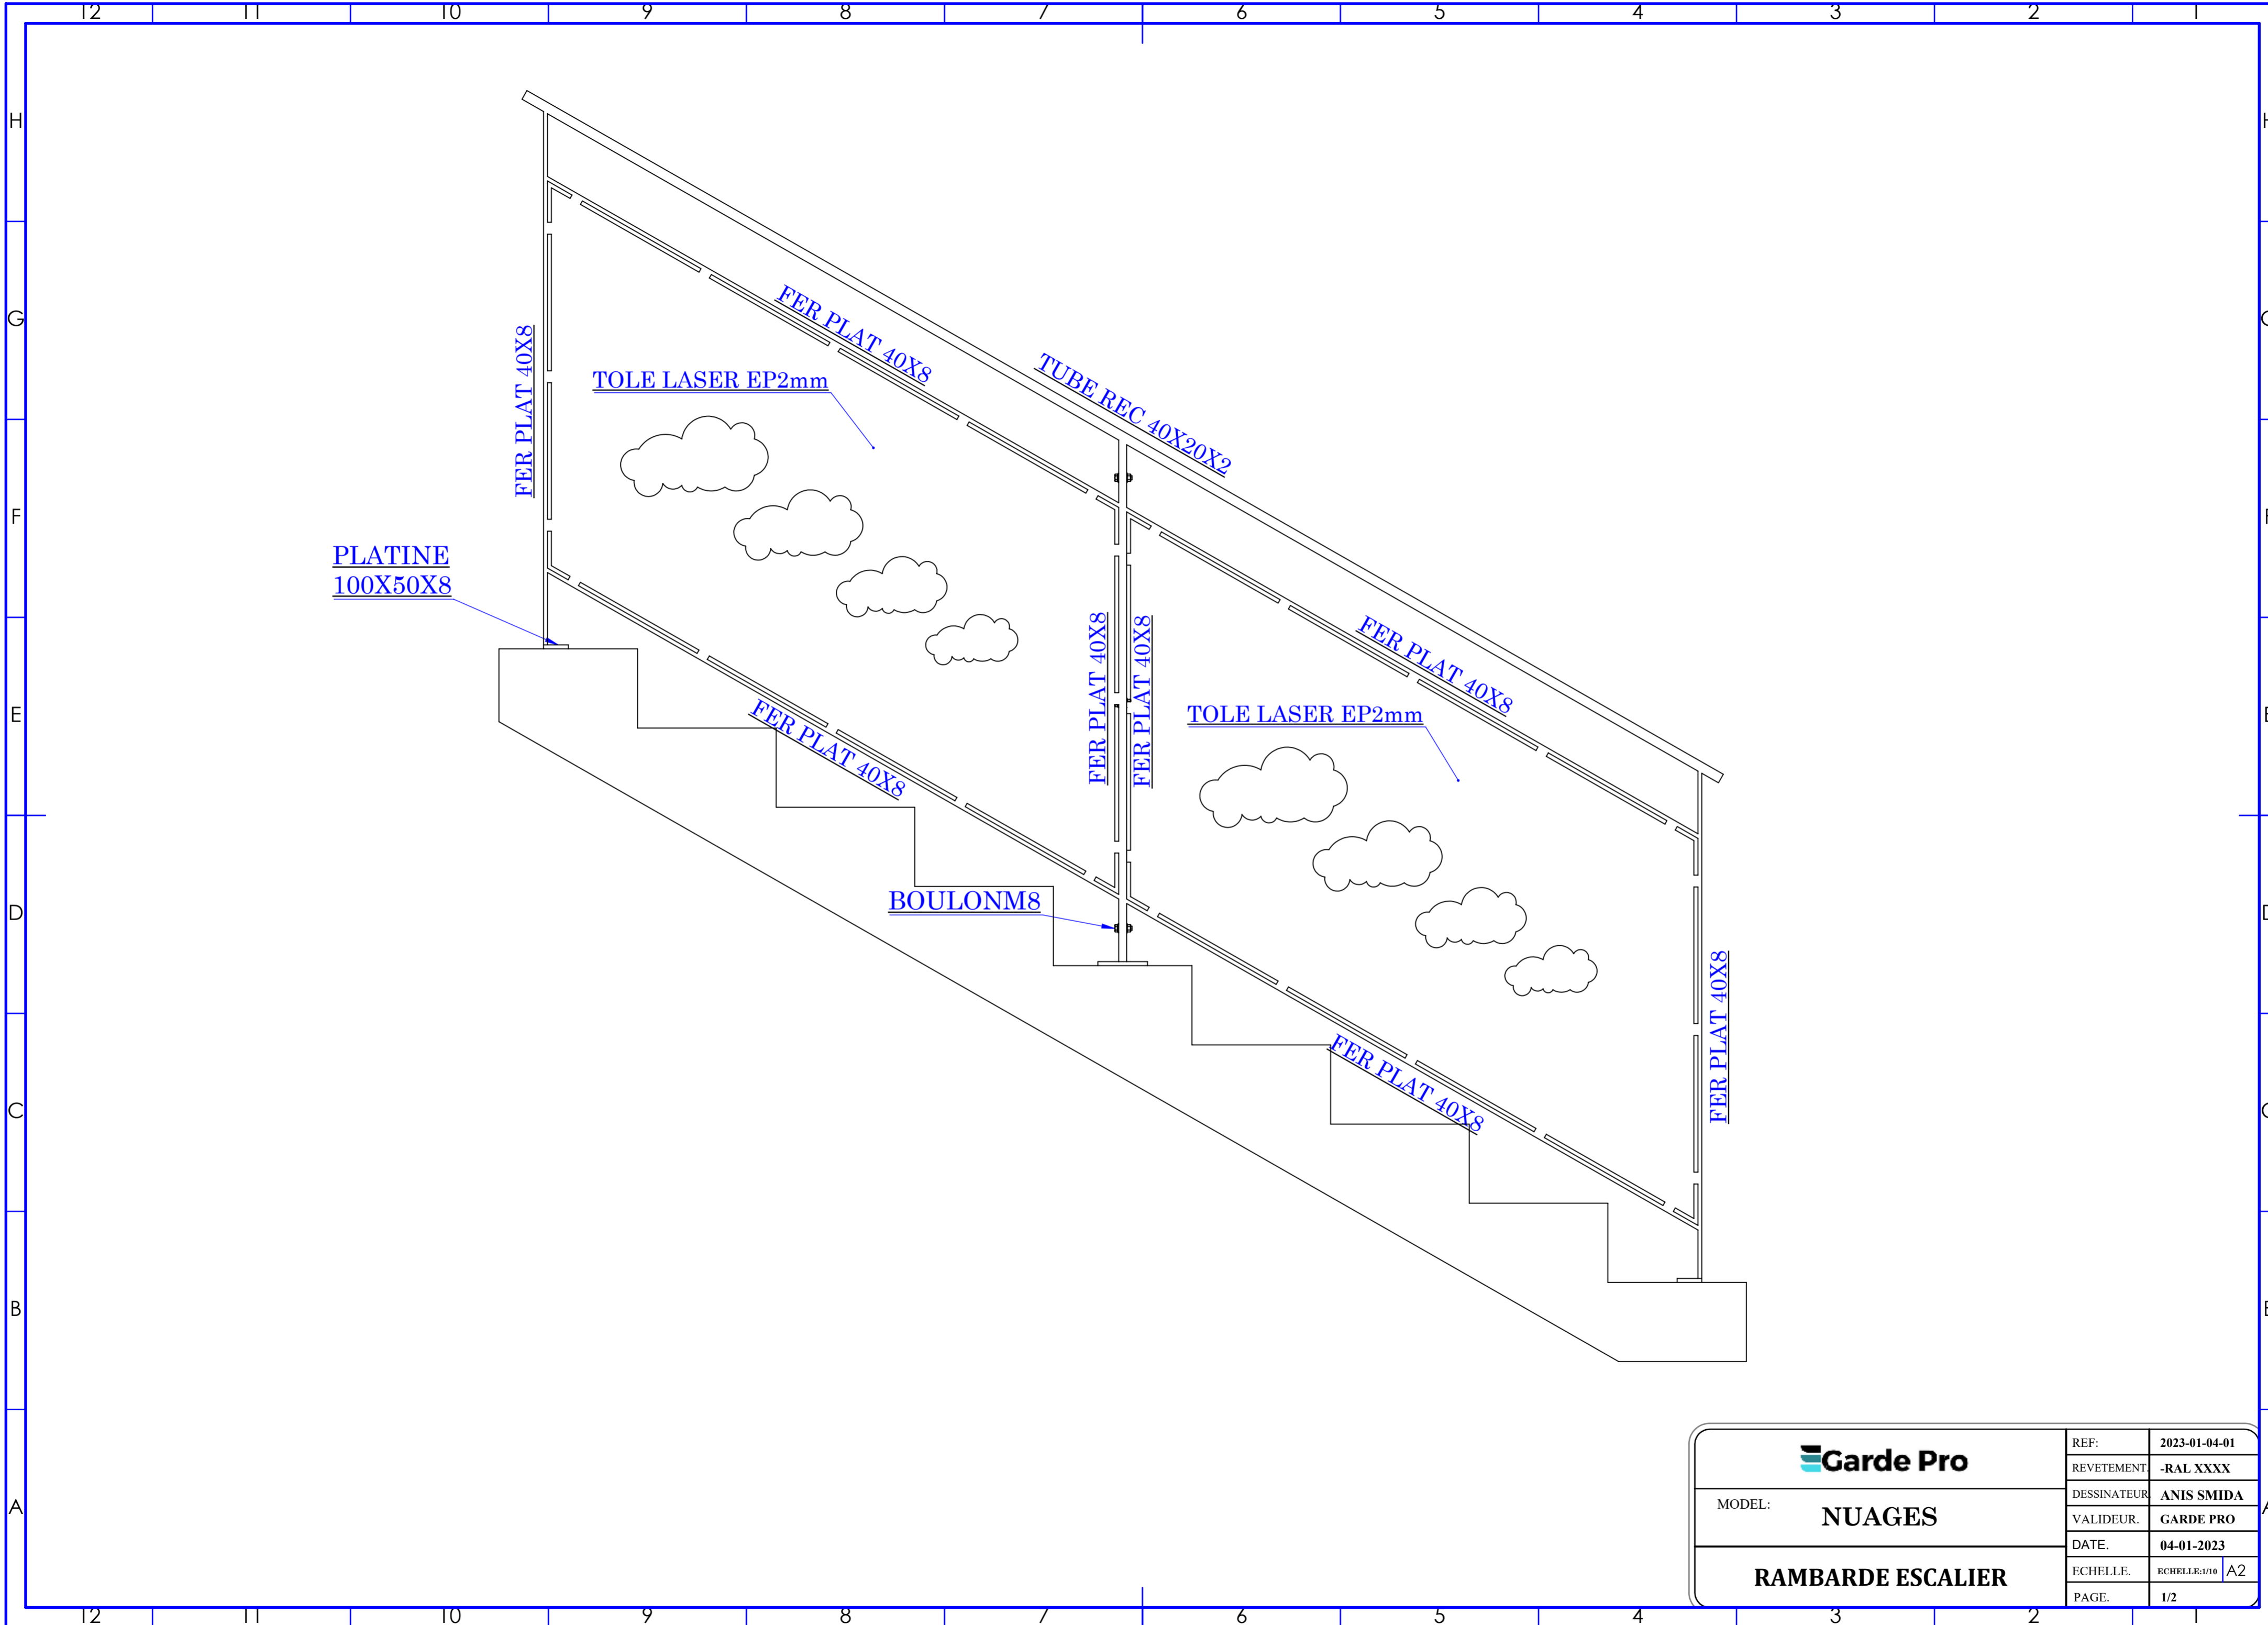 12 11 10 9 8 7 6 5 4 3 2 1
H
G
F
E
D
C
B
A
FER PLAT 40X8
FER PLAT 40X8
TOLE LASER EP2mm
TUBE REC 40X20X2
PLATINE
100X50X8
FER PLAT 40X8
FER PLAT 40X8
FER PLAT 40X8
FER PLAT 40X8
TOLE LASER EP2mm
BOULONM8
FER PLAT 40X8
FER PLAT 40X8
Garde Pro
MODEL: NUAGES
RAMBARDE ESCALIER
REF: 2023-01-04-01
REVETEMENT. -RAL XXXX
DESSINATEUR. ANIS SMIDA
VALIDEUR. GARDE PRO
DATE. 04-01-2023
ECHELLE. ECHELLE:1/10 A2
PAGE. 1/2
12 11 10 9 8 7 6 5 4 3 2 1